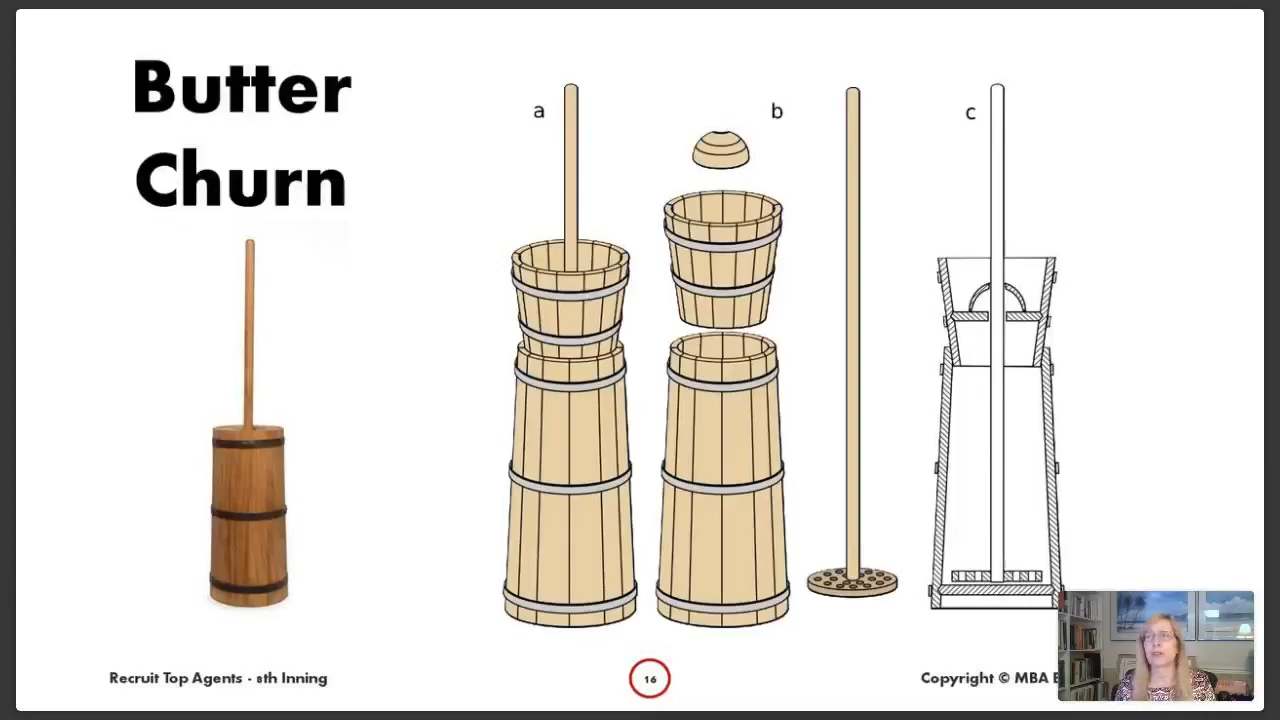 Butter
Churn
a
b
c
Recruit Top Agents - 8th Inning
16
Copyright © MBA